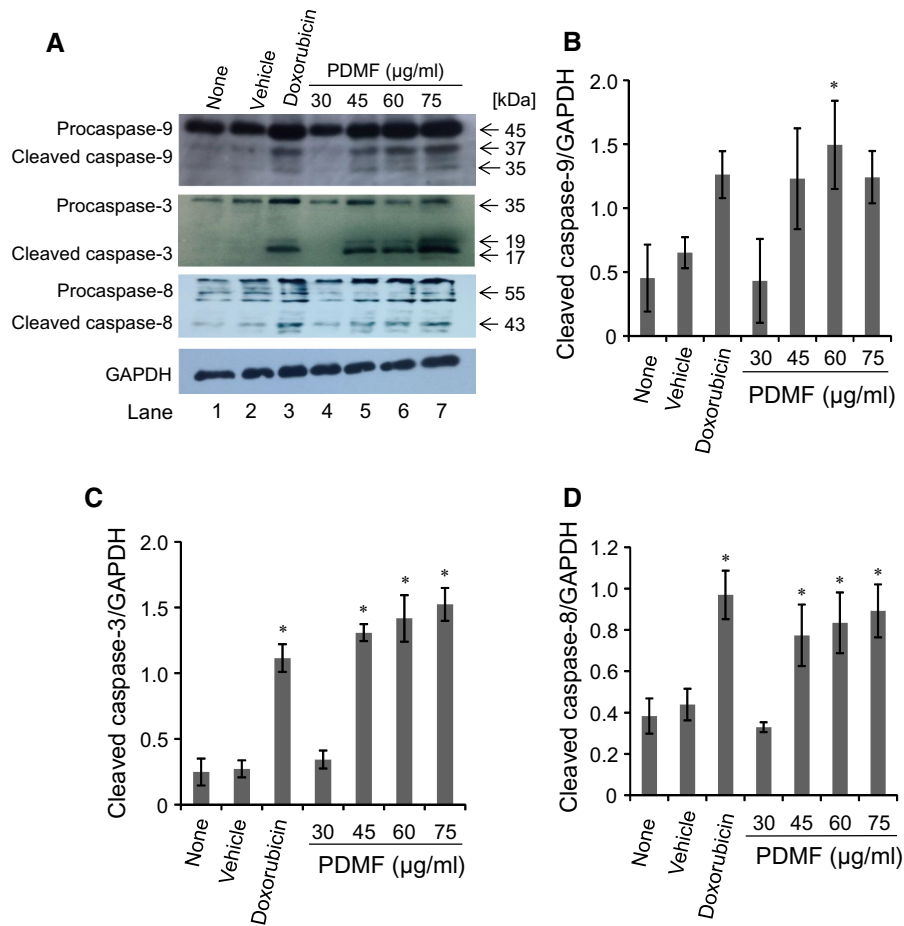 A
None
Vehicle
Doxorubicin
PDMF (µg/ml)
30 45 60 75
[kDa]
Procaspase-9
45
37
Cleaved caspase-9
35
Procaspase-3
35
19
Cleaved caspase-3
17
Procaspase-8
55
Cleaved caspase-8
43
GAPDH
Lane 1 2 3 4 5 6 7
B
Cleaved caspase-9/GAPDH
2.0
1.5
1.0
0.5
0
*
None
Vehicle
Doxorubicin
30 45 60 75
PDMF (µg/ml)
C
Cleaved caspase-3/GAPDH
2.0
1.5
1.0
0.5
0
* * * *
None
Vehicle
Doxorubicin
30 45 60 75
PDMF (µg/ml)
D
Cleaved caspase-8/GAPDH
1.2
1.0
0.8
0.6
0.4
0.2
0
* * * *
None
Vehicle
Doxorubicin
30 45 60 75
PDMF (µg/ml)